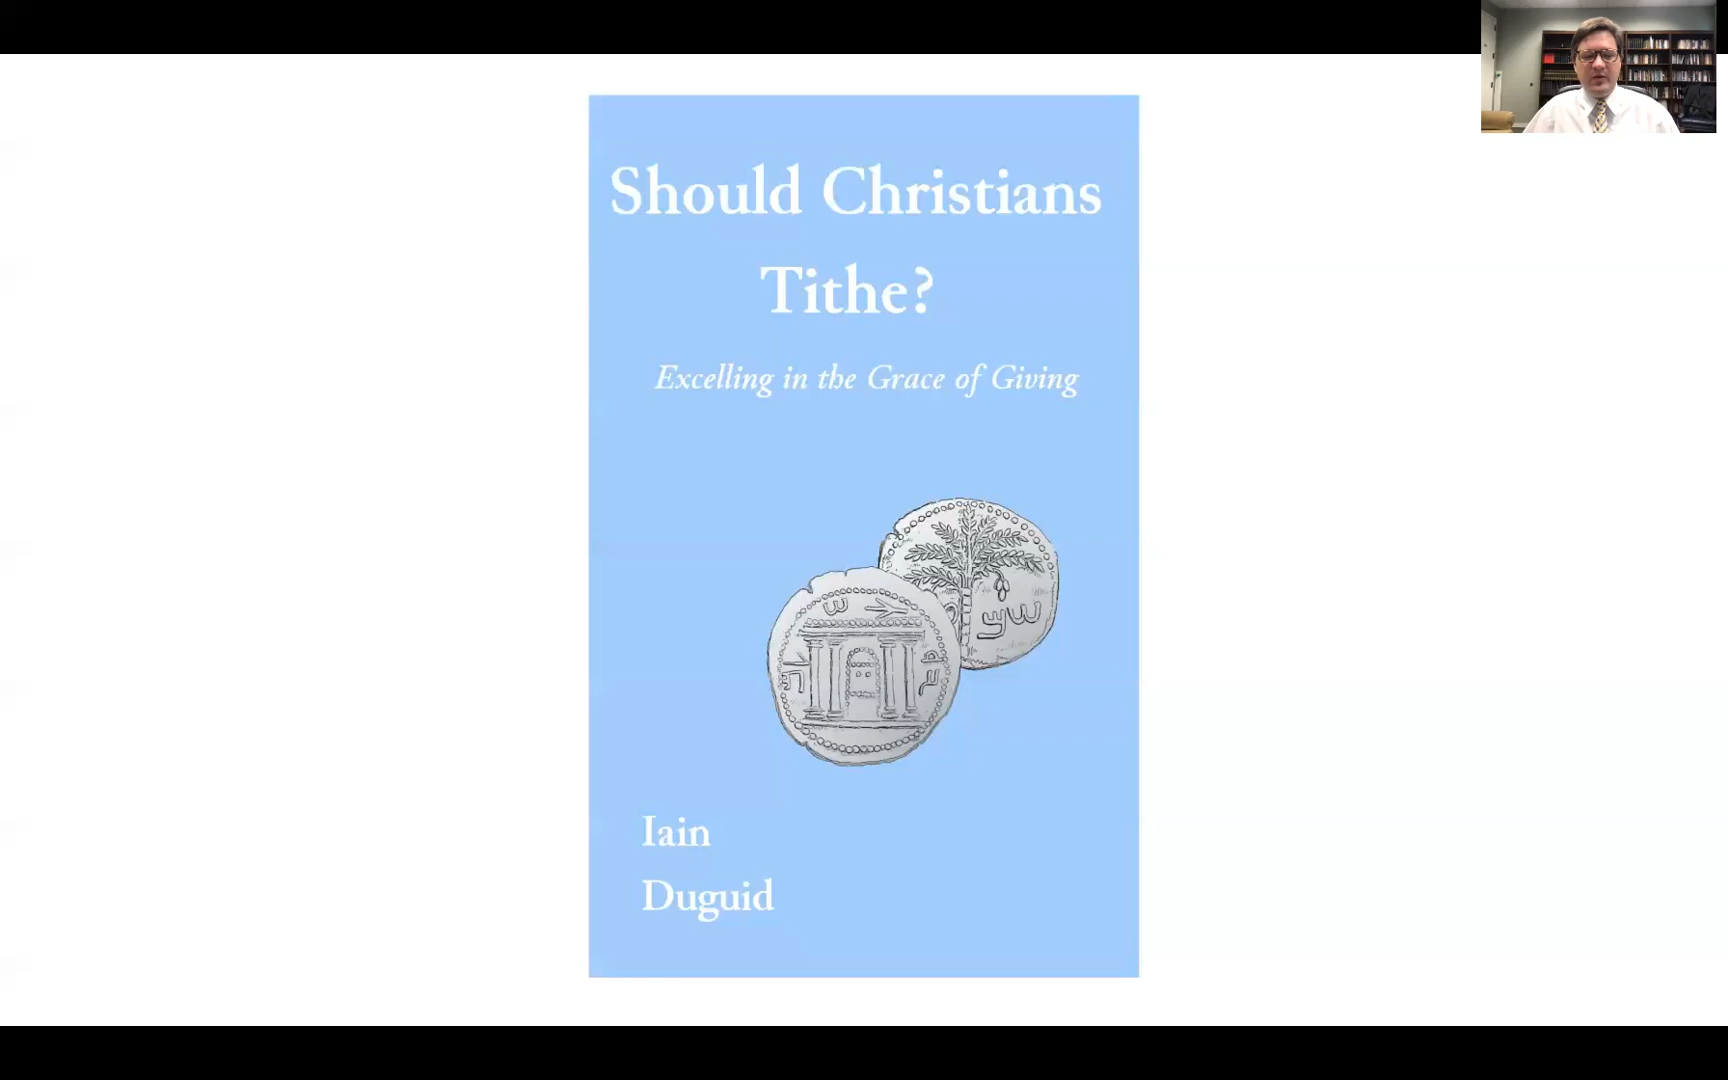 Should Christians
Tithe?
Excelling in the Grace of Giving
Iain
Duguid